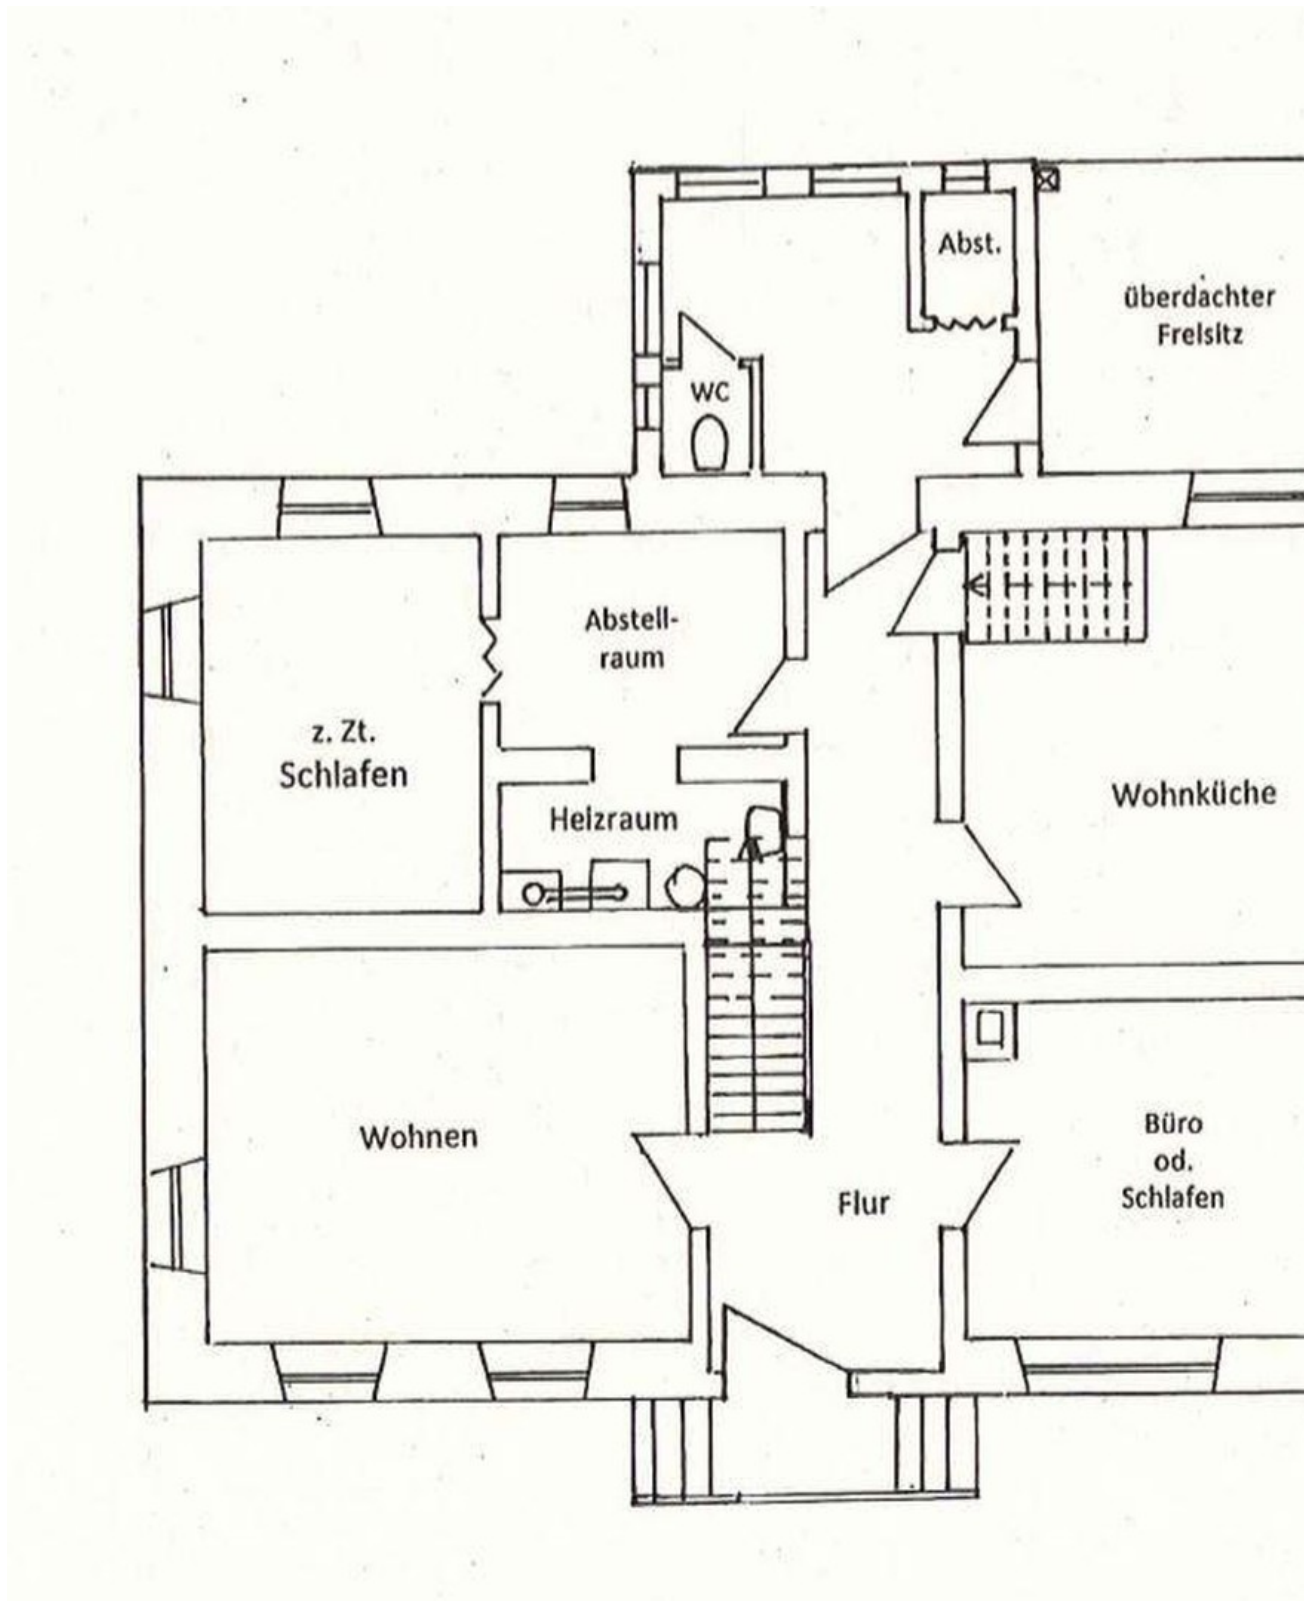 Abst.
überdachter
Freisitz
WC
Abstell-
raum
z. Zt.
Schlafen
Heizraum
Wohnküche
Wohnen
Büro
od.
Schlafen
Flur